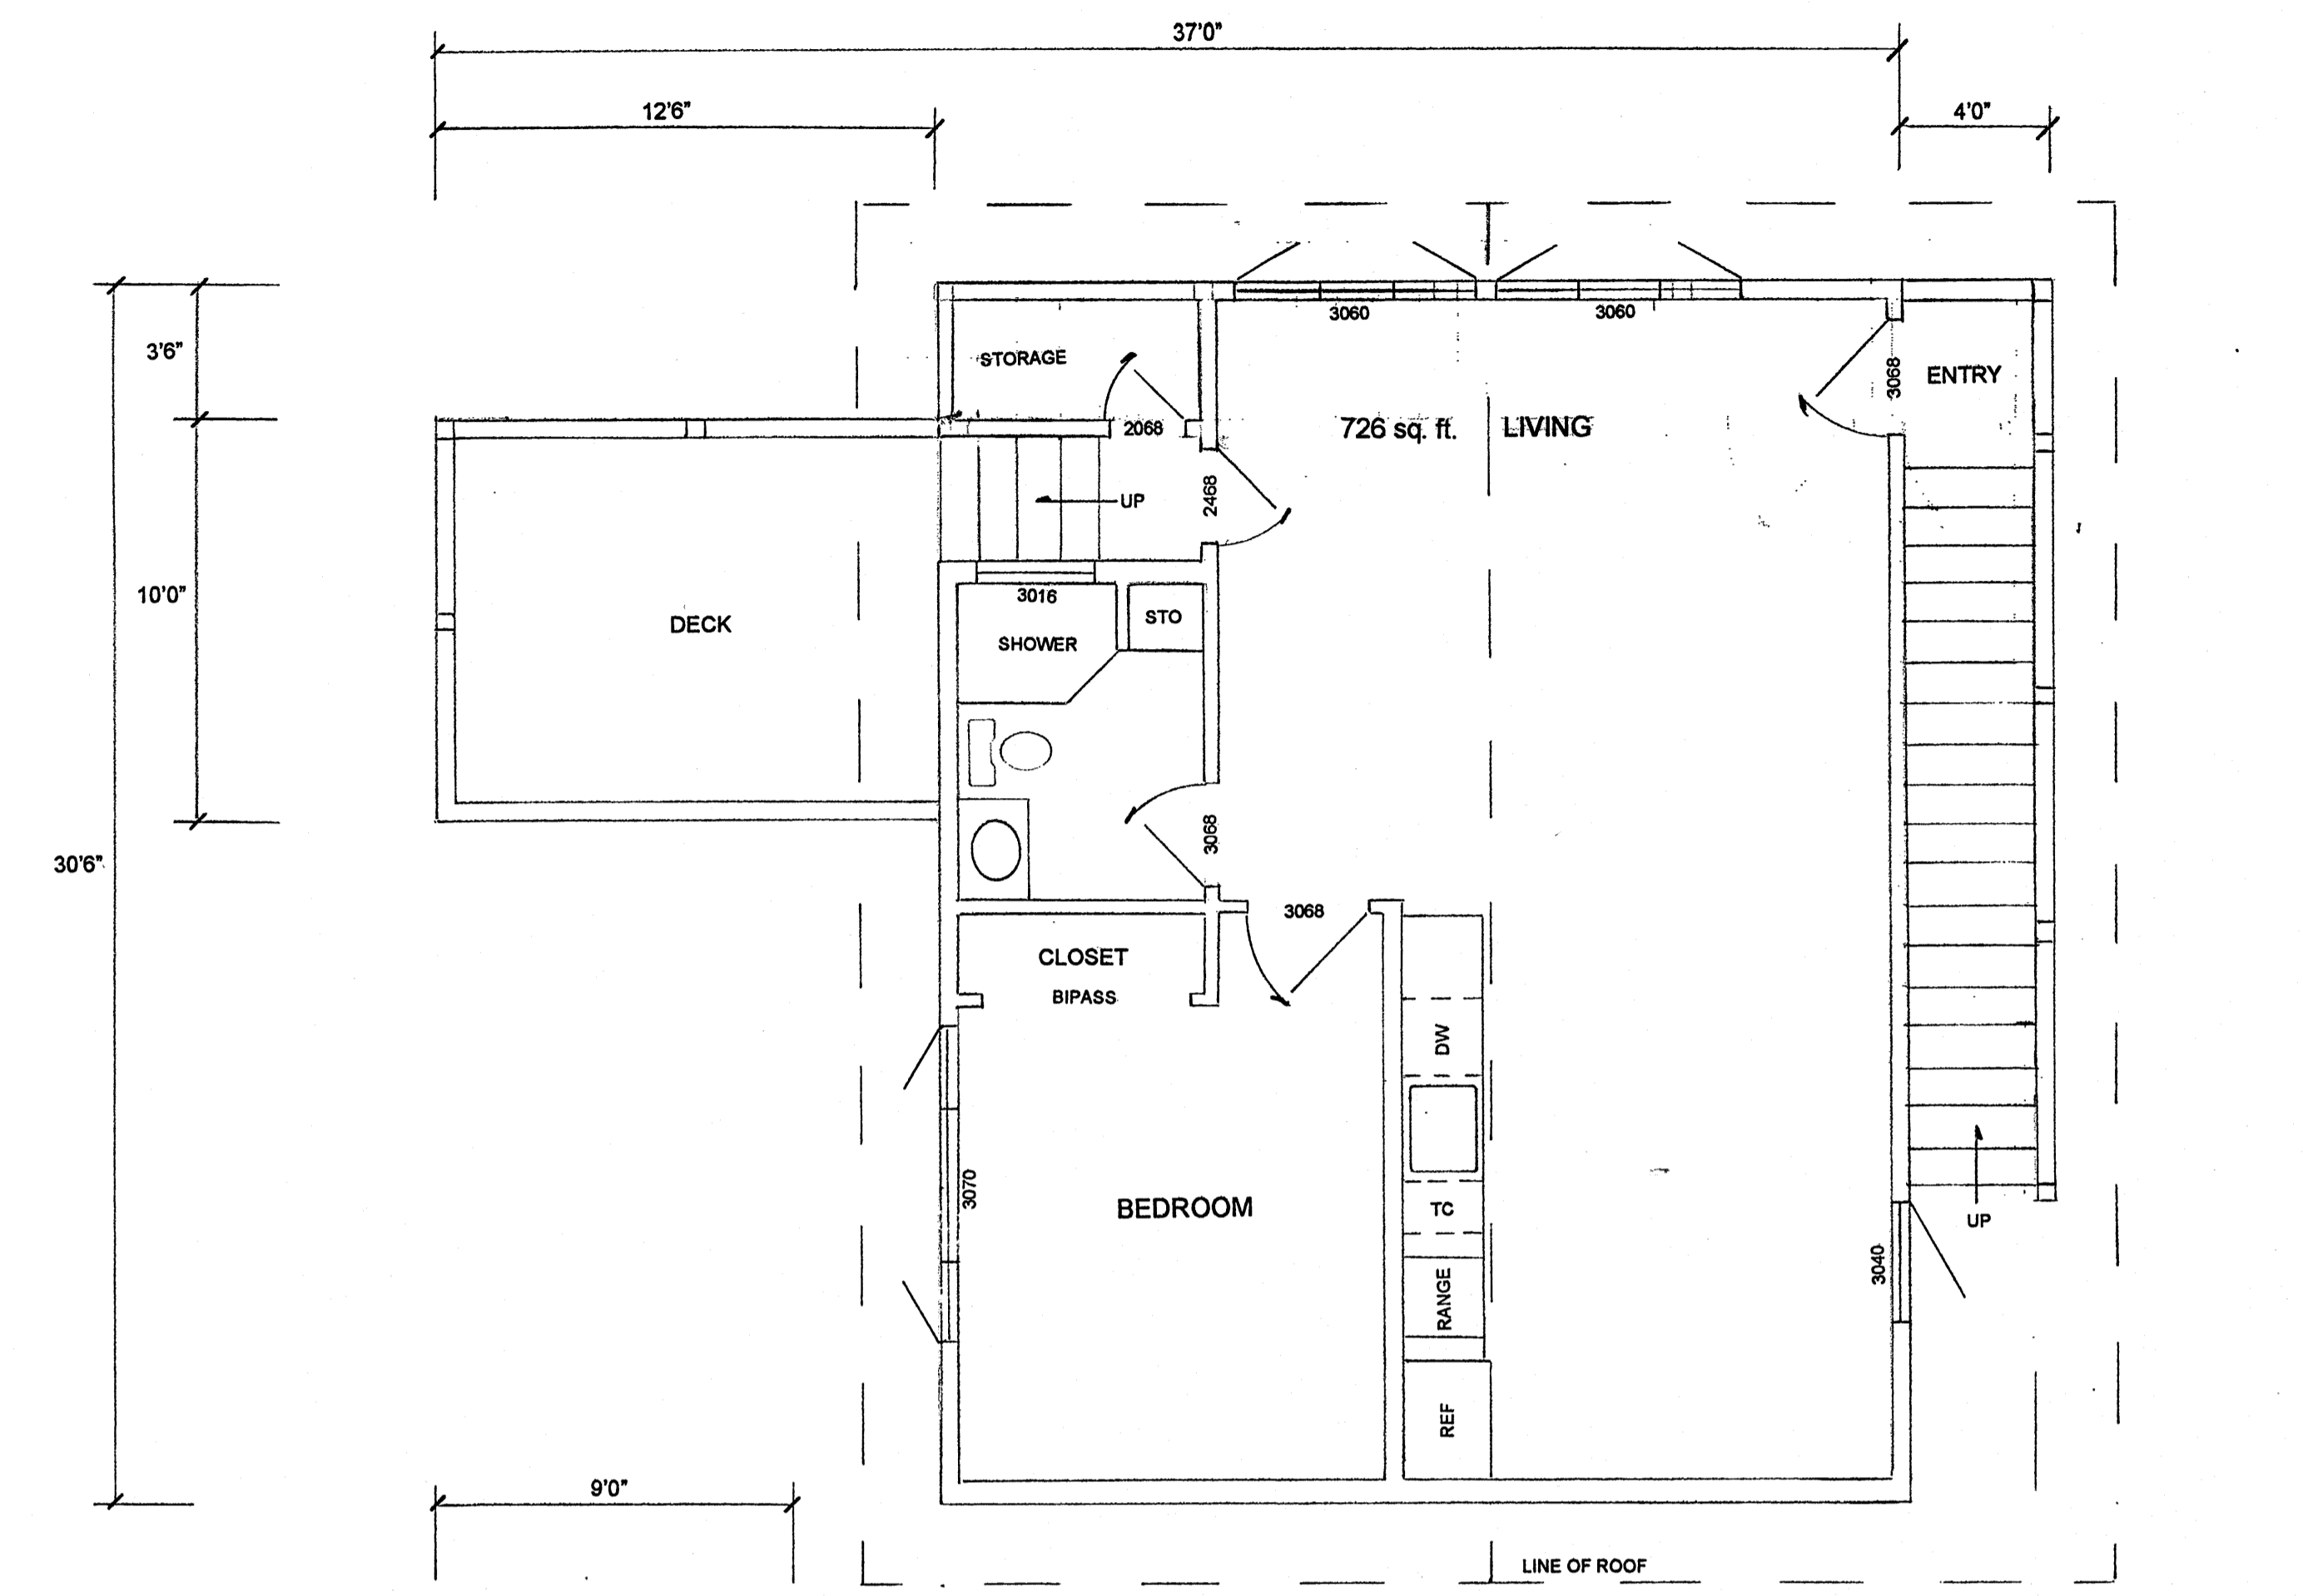 37'0"
12'6"
4'0"
3060
3060
3'6"
STORAGE
3068
ENTRY
2068
726 sq. ft.
LIVING
2468
UP
10'0"
3016
STO
DECK
SHOWER
3068
30'6"
3068
CLOSET
BIPASS
DW
3070
BEDROOM
TC
UP
3040
RANGE
REF
9'0"
LINE OF ROOF